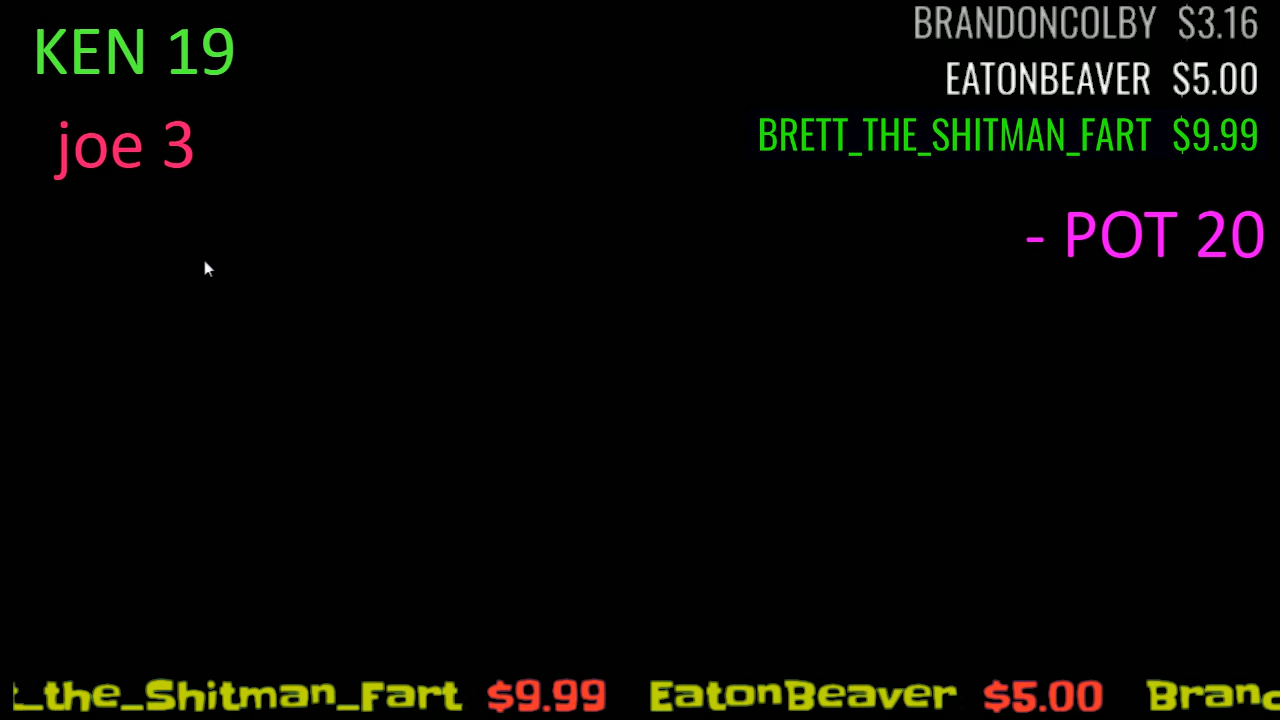 KEN 19
joe 3
BRANDONCOLBY $3.16
EATONBEAVER $5.00
BRETT_THE_SHITMAN_FART $9.99
- POT 20
_the_Shitman_Fart $9.99 EatonBeaver $5.00 Branc